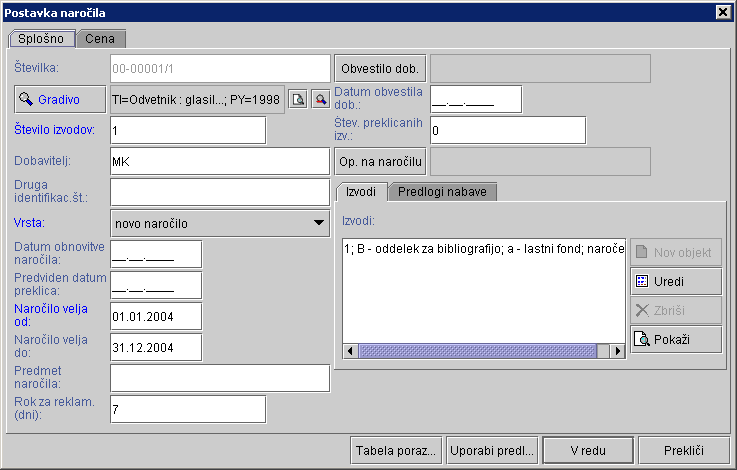 Postavka naročila
Splošno
Cena
Številka:
00-00001/1
Gradivo
TI=Odvetnik : glasil...; PY=1998
Število izvodov:
1
Dobavitelj:
MK
Druga
identifikac.št.:
Vrsta:
novo naročilo
Datum obnovitve
naročila:
__.__.____
Predviden datum
preklica:
__.__.____
Naročilo velja
od:
01.01.2004
Naročilo velja
do:
31.12.2004
Predmet
naročila:
Rok za reklam.
(dni):
7
Obvestilo dob.
Datum obvestila
dob.:
__.__.____
Štev. preklicanih
izv.:
0
Op. na naročilu
Izvodi
Predlogi nabave
Izvodi:
1; B - oddelek za bibliografijo; a - lastni fond; naroče
Nov objekt
Uredi
Zbriši
Pokaži
Tabela poraz...
Uporabi predl...
V redu
Prekliči